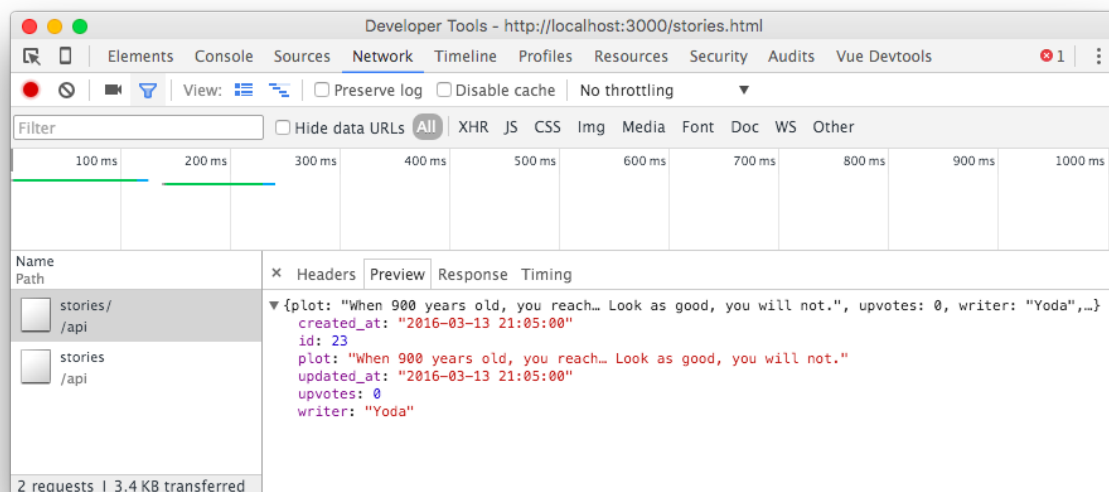 Developer Tools - http://localhost:3000/stories.html
Elements Console Sources Network Timeline Profiles Resources Security Audits Vue Devtools 1
View: Preserve log Disable cache No throttling
Filter Hide data URLs All XHR JS CSS Img Media Font Doc WS Other
100 ms 200 ms 300 ms 400 ms 500 ms 600 ms 700 ms 800 ms 900 ms 1000 ms
Name
Path
× Headers Preview Response Timing
stories/
/api
stories
/api
{plot: "When 900 years old, you reach… Look as good, you will not.", upvotes: 0, writer: "Yoda",…}
created_at: "2016-03-13 21:05:00"
id: 23
plot: "When 900 years old, you reach… Look as good, you will not."
updated_at: "2016-03-13 21:05:00"
upvotes: 0
writer: "Yoda"
2 requests | 3.4 KB transferred